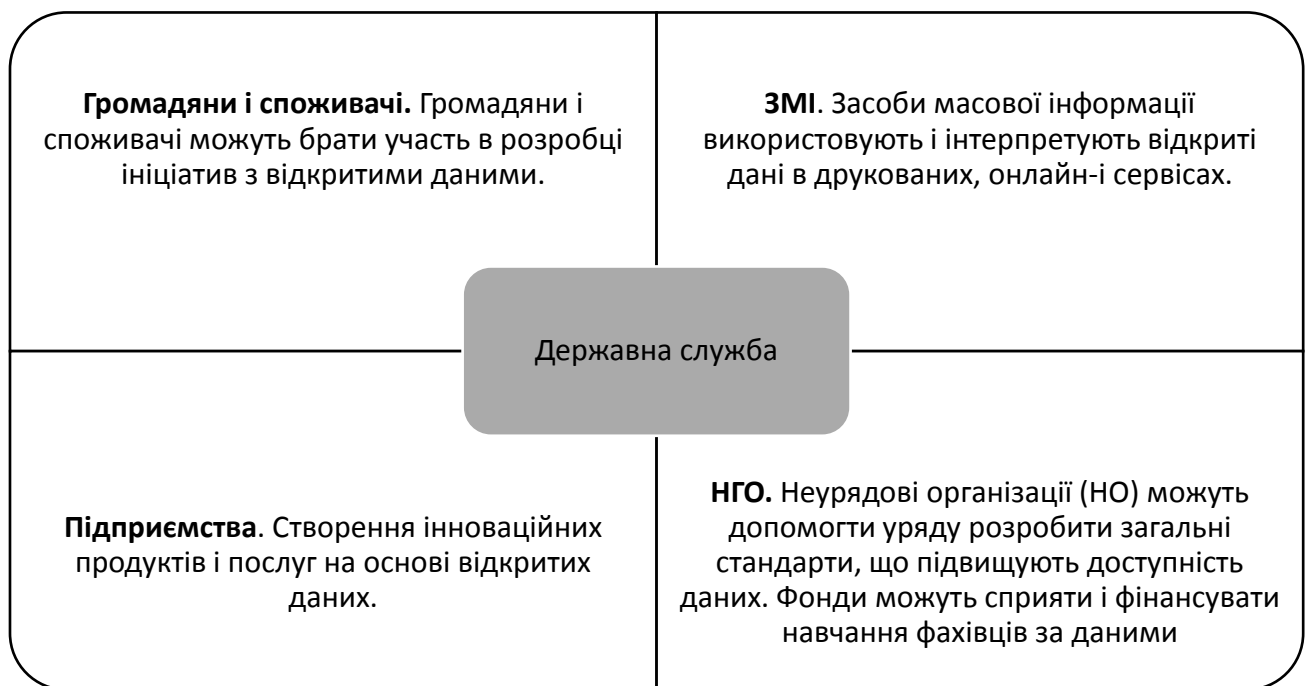 Громадяни і споживачі. Громадяни і
споживачі можуть брати участь в розробці
ініціатив з відкритими даними.
ЗМІ. Засоби масової інформації
використовують і інтерпретують відкриті
дані в друкованих, онлайн-і сервісах.
Державна служба
Підприємства. Створення інноваційних
продуктів і послуг на основі відкритих
даних.
НГО. Неурядові організації (НО) можуть
допомогти уряду розробити загальні
стандарти, що підвищують доступність
даних. Фонди можуть сприяти і фінансувати
навчання фахівців за даними